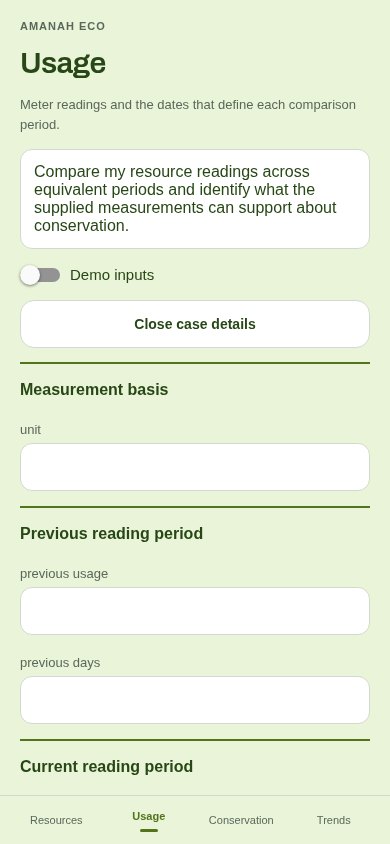 AMANAH ECO
Usage
Meter readings and the dates that define each comparison
period.
Compare my resource readings across
equivalent periods and identify what the
supplied measurements can support about
conservation.
Demo inputs
Close case details
Measurement basis
unit
Previous reading period
previous usage
previous days
Current reading period
Resources
Usage
Conservation
Trends